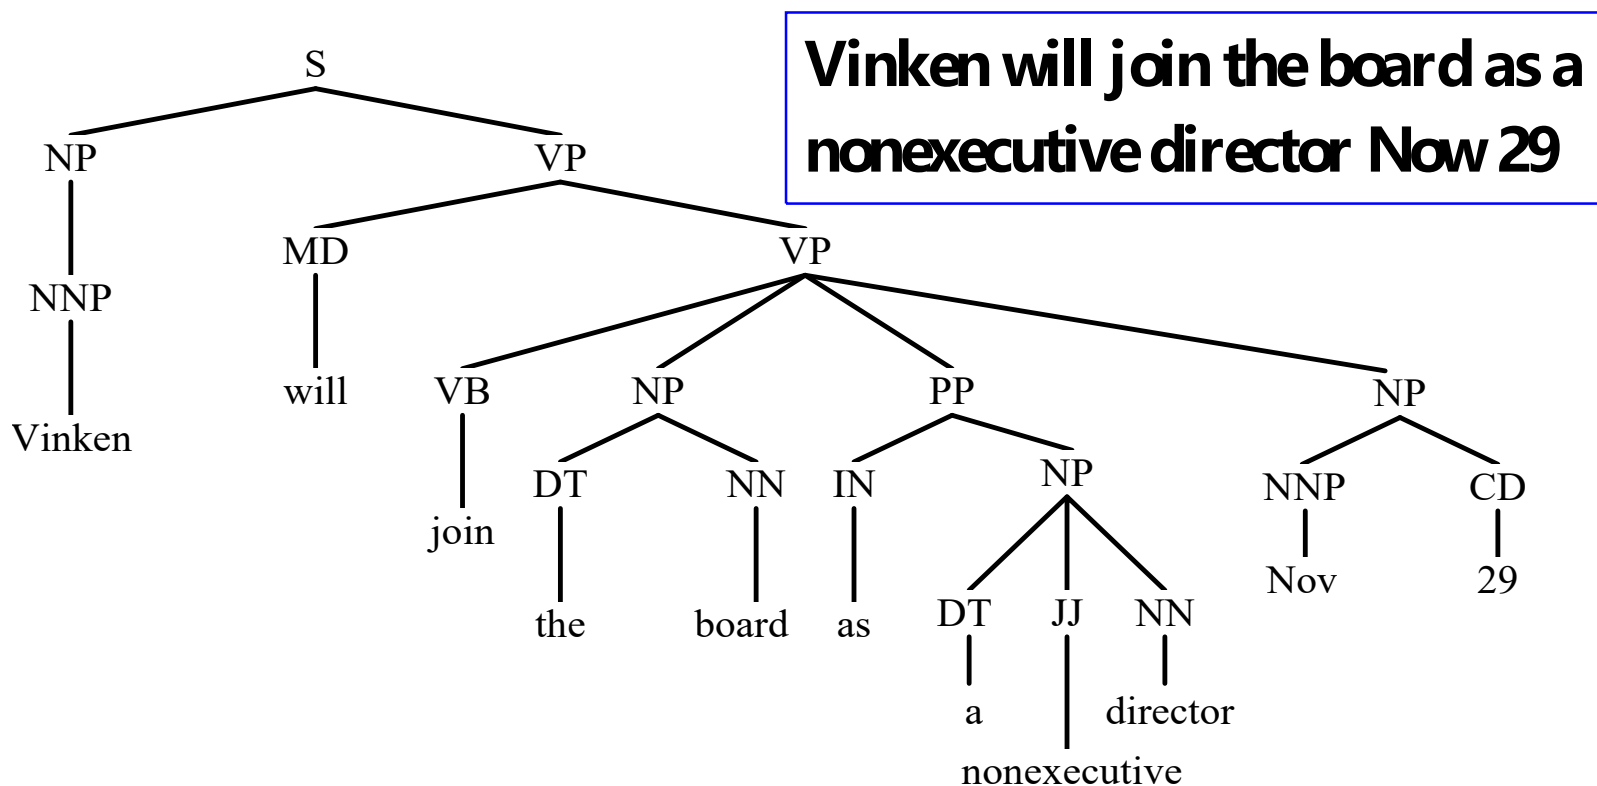 Vinken will join the board as a
nonexecutive director Now 29
S
NP VP
MD VP
NNP
will VB NP PP NP
Vinken
DT NN IN NP NNP CD
join
Nov 29
the board as DT JJ NN
a director
nonexecutive